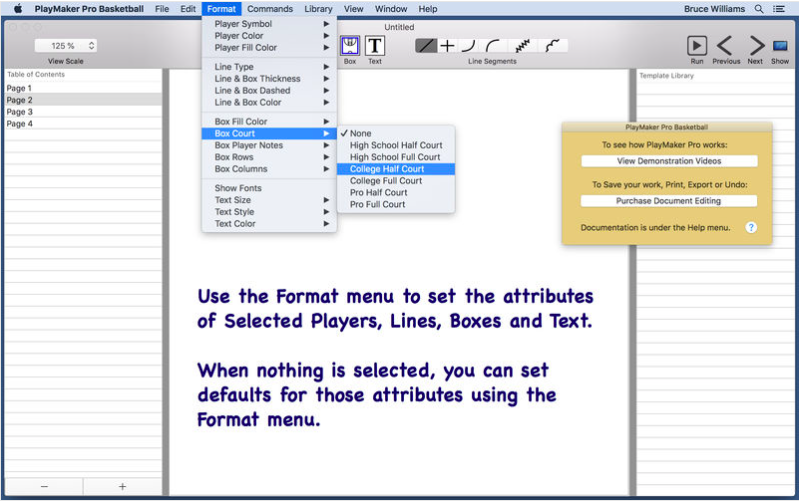 PlayMaker Pro Basketball File Edit Format Commands Library View Window Help Bruce Williams
Untitled
125 %
View Scale
Box
T
Text
Line Segments
Run
Previous
Next
Show
Table of Contents
Page 1
Page 2
Page 3
Page 4
Player Symbol
Player Color
Player Fill Color
Line Type
Line & Box Thickness
Line & Box Dashed
Line & Box Color
Box Fill Color
Box Court
Box Player Notes
Box Rows
Box Columns
Show Fonts
Text Size
Text Style
Text Color
None
High School Half Court
High School Full Court
College Half Court
College Full Court
Pro Half Court
Pro Full Court
Template Library
PlayMaker Pro Basketball
To see how PlayMaker Pro works:
View Demonstration Videos
To Save your work, Print, Export or Undo:
Purchase Document Editing
Documentation is under the Help menu. ?
Use the Format menu to set the attributes
of Selected Players, Lines, Boxes and Text.
When nothing is selected, you can set
defaults for those attributes using the
Format menu.